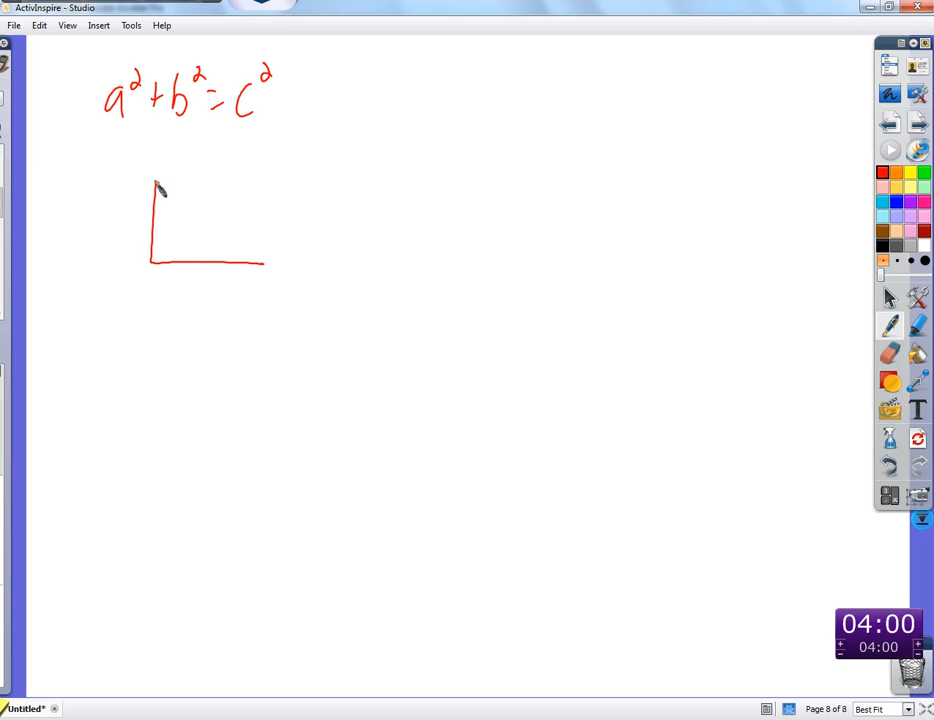 ActivInspire - Studio
File Edit View Insert Tools Help
a²+b²=c²
04:00
04:00
Untitled*
Page 8 of 8
Best Fit